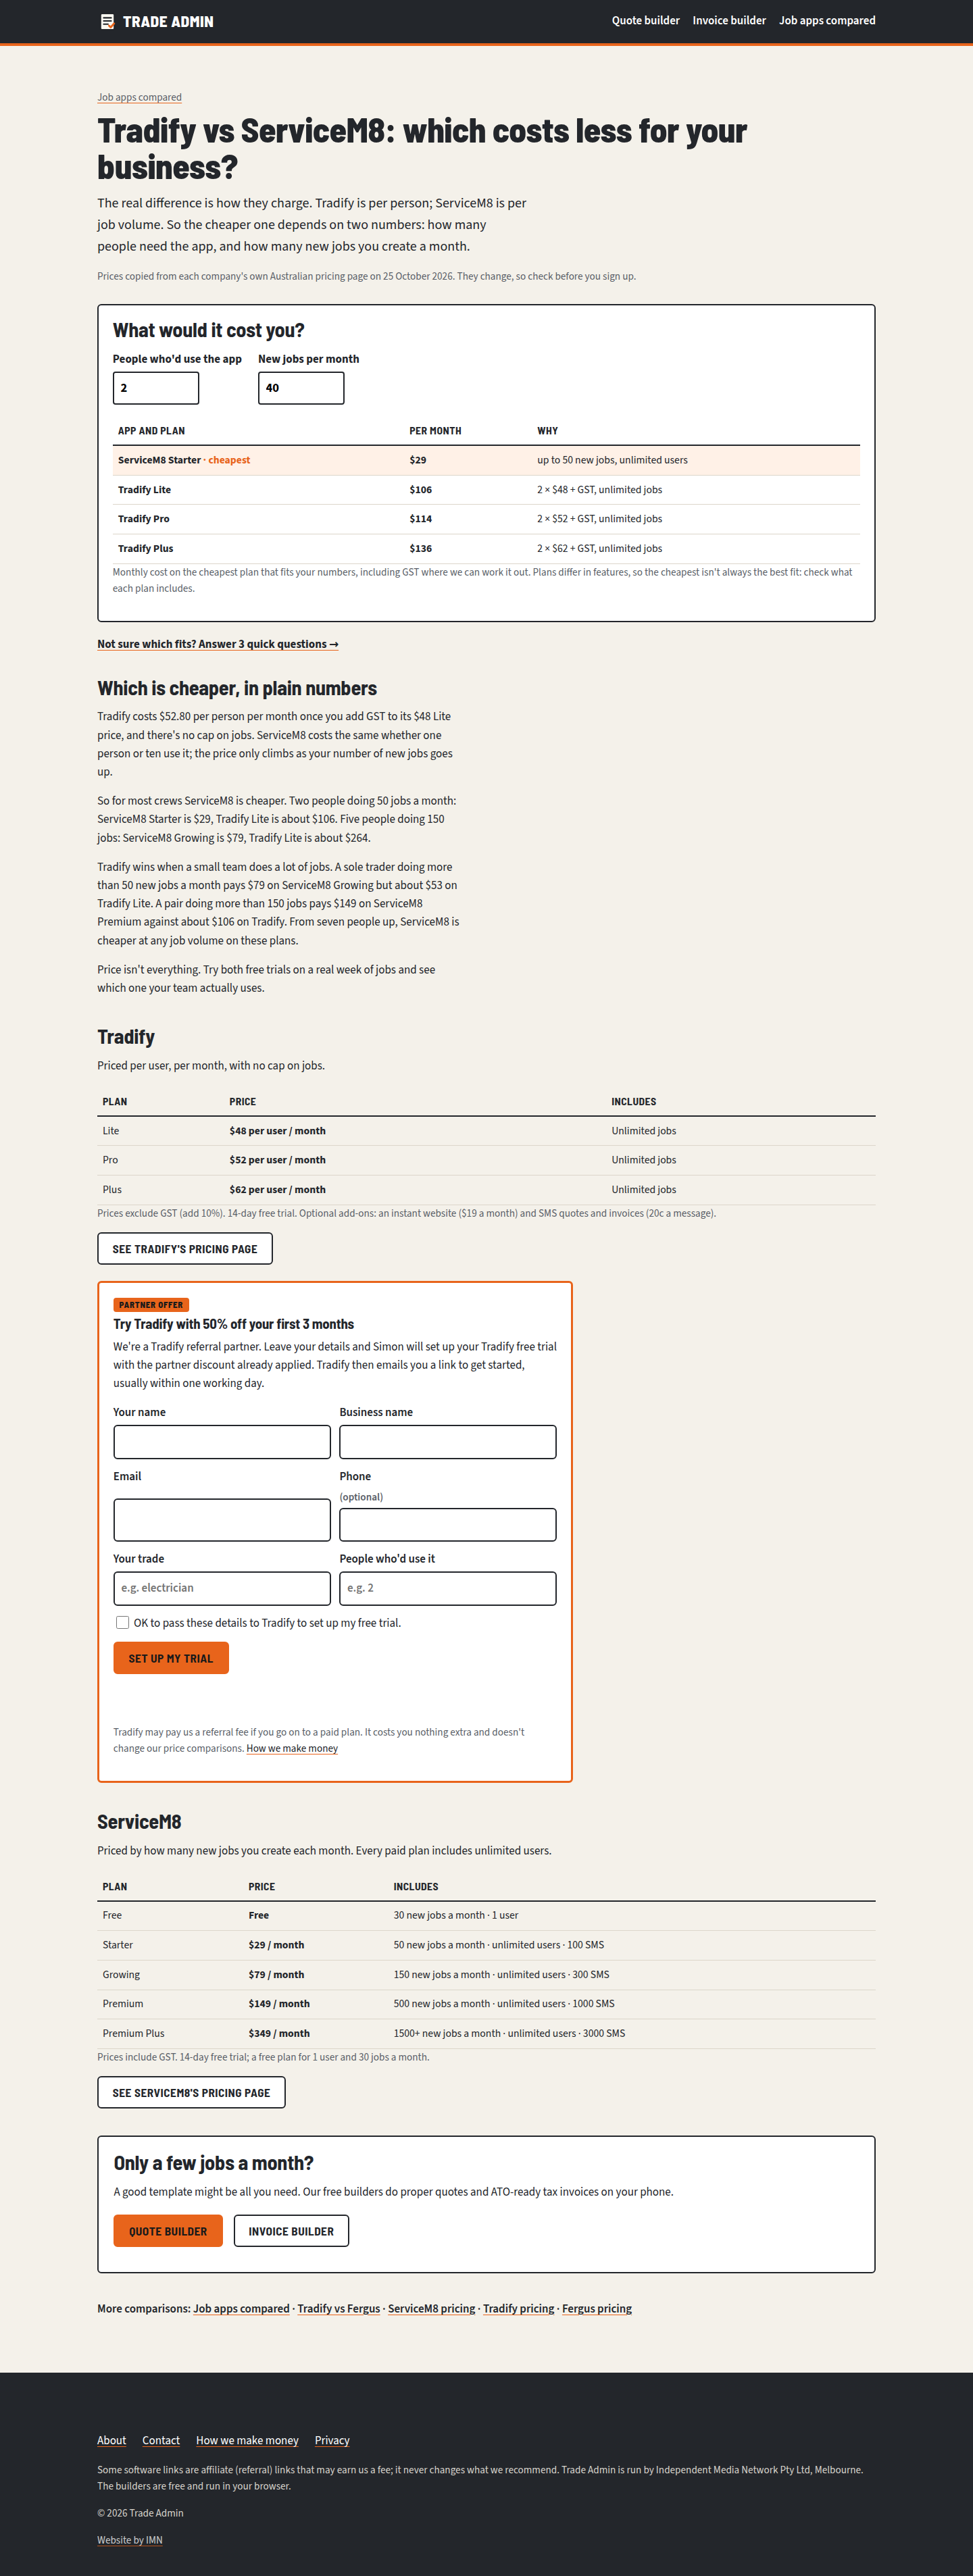 TRADE ADMIN
Quote builder Invoice builder Job apps compared
Job apps compared
Tradify vs ServiceM8: which costs less for your
business?
The real difference is how they charge. Tradify is per person; ServiceM8 is per
job volume. So the cheaper one depends on two numbers: how many
people need the app, and how many new jobs you create a month.
Prices copied from each company's own Australian pricing page on 25 October 2026. They change, so check before you sign up.
What would it cost you?
People who'd use the app New jobs per month
2 40
APP AND PLAN PER MONTH WHY
ServiceM8 Starter · cheapest $29 up to 50 new jobs, unlimited users
Tradify Lite $106 2 × $48 + GST, unlimited jobs
Tradify Pro $114 2 × $52 + GST, unlimited jobs
Tradify Plus $136 2 × $62 + GST, unlimited jobs
Monthly cost on the cheapest plan that fits your numbers, including GST where we can work it out. Plans differ in features, so the cheapest isn't always the best fit: check what
each plan includes.
Not sure which fits? Answer 3 quick questions →
Which is cheaper, in plain numbers
Tradify costs $52.80 per person per month once you add GST to its $48 Lite
price, and there's no cap on jobs. ServiceM8 costs the same whether one
person or ten use it; the price only climbs as your number of new jobs goes
up.
So for most crews ServiceM8 is cheaper. Two people doing 50 jobs a month:
ServiceM8 Starter is $29, Tradify Lite is about $106. Five people doing 150
jobs: ServiceM8 Growing is $79, Tradify Lite is about $264.
Tradify wins when a small team does a lot of jobs. A sole trader doing more
than 50 new jobs a month pays $79 on ServiceM8 Growing but about $53 on
Tradify Lite. A pair doing more than 150 jobs pays $149 on ServiceM8
Premium against about $106 on Tradify. From seven people up, ServiceM8 is
cheaper at any job volume on these plans.
Price isn't everything. Try both free trials on a real week of jobs and see
which one your team actually uses.
Tradify
Priced per user, per month, with no cap on jobs.
PLAN PRICE INCLUDES
Lite $48 per user / month Unlimited jobs
Pro $52 per user / month Unlimited jobs
Plus $62 per user / month Unlimited jobs
Prices exclude GST (add 10%). 14-day free trial. Optional add-ons: an instant website ($19 a month) and SMS quotes and invoices (20c a message).
SEE TRADIFY'S PRICING PAGE
PARTNER OFFER
Try Tradify with 50% off your first 3 months
We're a Tradify referral partner. Leave your details and Simon will set up your Tradify free trial
with the partner discount already applied. Tradify then emails you a link to get started,
usually within one working day.
Your name Business name
Email Phone
(optional)
Your trade People who'd use it
e.g. electrician e.g. 2
OK to pass these details to Tradify to set up my free trial.
SET UP MY TRIAL
Tradify may pay us a referral fee if you go on to a paid plan. It costs you nothing extra and doesn't
change our price comparisons. How we make money
ServiceM8
Priced by how many new jobs you create each month. Every paid plan includes unlimited users.
PLAN PRICE INCLUDES
Free Free 30 new jobs a month · 1 user
Starter $29 / month 50 new jobs a month · unlimited users · 100 SMS
Growing $79 / month 150 new jobs a month · unlimited users · 300 SMS
Premium $149 / month 500 new jobs a month · unlimited users · 1000 SMS
Premium Plus $349 / month 1500+ new jobs a month · unlimited users · 3000 SMS
Prices include GST. 14-day free trial; a free plan for 1 user and 30 jobs a month.
SEE SERVICEM8'S PRICING PAGE
Only a few jobs a month?
A good template might be all you need. Our free builders do proper quotes and ATO-ready tax invoices on your phone.
QUOTE BUILDER INVOICE BUILDER
More comparisons: Job apps compared · Tradify vs Fergus · ServiceM8 pricing · Tradify pricing · Fergus pricing
About Contact How we make money Privacy
Some software links are affiliate (referral) links that may earn us a fee; it never changes what we recommend. Trade Admin is run by Independent Media Network Pty Ltd, Melbourne.
The builders are free and run in your browser.
© 2026 Trade Admin
Website by IMN